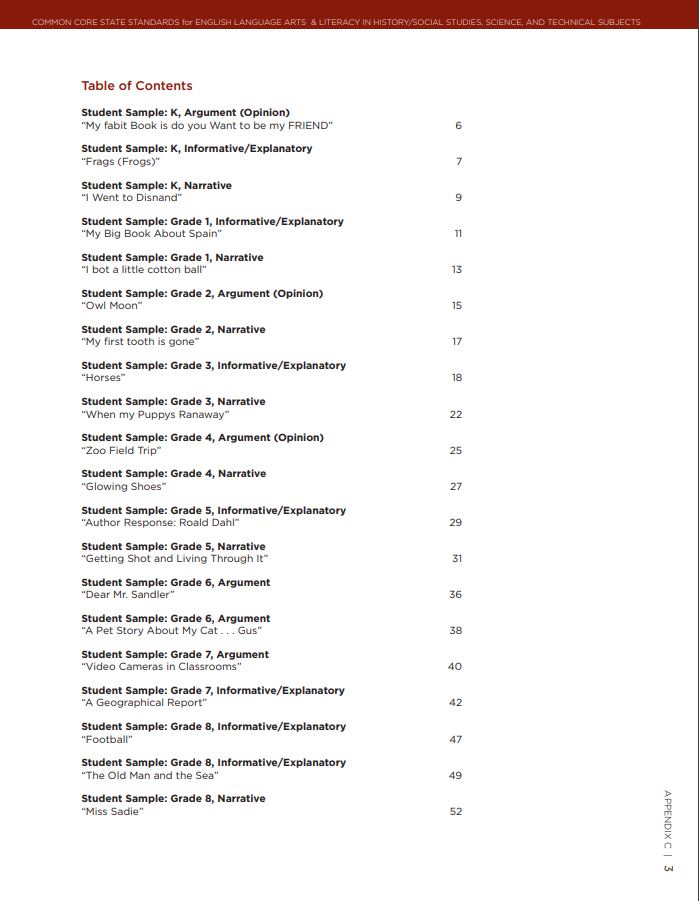 COMMON CORE STATE STANDARDS for ENGLISH LANGUAGE ARTS & LITERACY IN HISTORY/SOCIAL STUDIES, SCIENCE, AND TECHNICAL SUBJECTS
Table of Contents
Student Sample: K, Argument (Opinion)
“My fabit Book is do you Want to be my FRIEND” 6
Student Sample: K, Informative/Explanatory
“Frags (Frogs)” 7
Student Sample: K, Narrative
“I Went to Disnand” 9
Student Sample: Grade 1, Informative/Explanatory
“My Big Book About Spain” 11
Student Sample: Grade 1, Narrative
“I bot a little cotton ball” 13
Student Sample: Grade 2, Argument (Opinion)
“Owl Moon” 15
Student Sample: Grade 2, Narrative
“My first tooth is gone” 17
Student Sample: Grade 3, Informative/Explanatory
“Horses” 18
Student Sample: Grade 3, Narrative
“When my Puppys Ranaway” 22
Student Sample: Grade 4, Argument (Opinion)
“Zoo Field Trip” 25
Student Sample: Grade 4, Narrative
“Glowing Shoes” 27
Student Sample: Grade 5, Informative/Explanatory
“Author Response: Roald Dahl” 29
Student Sample: Grade 5, Narrative
“Getting Shot and Living Through It” 31
Student Sample: Grade 6, Argument
“Dear Mr. Sandler” 36
Student Sample: Grade 6, Argument
“A Pet Story About My Cat . . . Gus” 38
Student Sample: Grade 7, Argument
“Video Cameras in Classrooms” 40
Student Sample: Grade 7, Informative/Explanatory
“A Geographical Report” 42
Student Sample: Grade 8, Informative/Explanatory
“Football” 47
Student Sample: Grade 8, Informative/Explanatory
“The Old Man and the Sea” 49
Student Sample: Grade 8, Narrative
“Miss Sadie” 52
APPENDIX C | 3